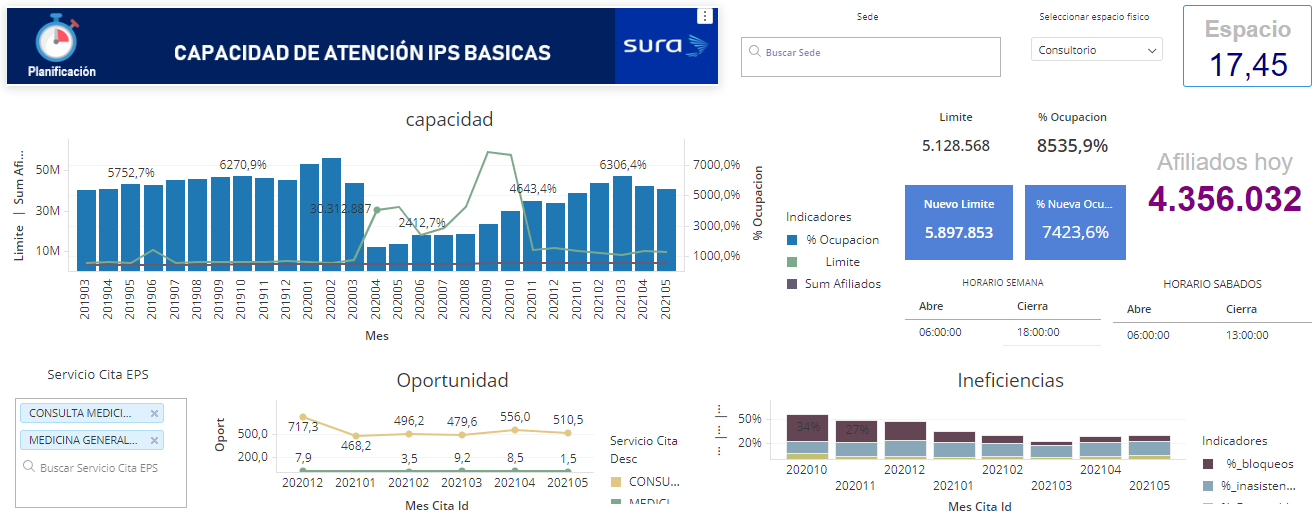 Planificación
CAPACIDAD DE ATENCIÓN IPS BASICAS
sura
Sede
Buscar Sede
Seleccionar espacio fisico
Consultorio
Espacio
17,45
capacidad
Limite | Sum Afi...
50M
30M
10M
5752,7%
6270,9%
30.312.887
2412,7%
4643,4%
6306,4%
7000,0%
5000,0%
3000,0%
1000,0%
% Ocupacion
201903
201904
201905
201906
201907
201908
201909
201910
201911
201912
202001
202002
202003
202004
202005
202006
202007
202008
202009
202010
202011
202012
202101
202102
202103
202104
202105
Mes
Indicadores
% Ocupacion
Limite
Sum Afiliados
Limite
5.128.568
% Ocupacion
8535,9%
Nuevo Limite
5.897.853
% Nueva Ocu...
7423,6%
Afiliados hoy
4.356.032
HORARIO SEMANA
Abre Cierra
06:00:00 18:00:00
HORARIO SABADOS
Abre Cierra
06:00:00 13:00:00
Servicio Cita EPS
CONSULTA MEDICI...
MEDICINA GENERAL...
Buscar Servicio Cita EPS
Oportunidad
Oport
500,0
200,0
717,3
468,2
496,2
479,6
556,0
510,5
7,9
3,5
9,2
8,5
1,5
202012 202101 202102 202103 202104 202105
Mes Cita Id
Servicio Cita
Desc
CONSU...
MEDICI...
Ineficiencias
50%
20%
34%
27%
202010 202012 202102 202104
202011 202101 202103 202105
Mes Cita Id
Indicadores
%_bloqueos
%_inasisten...